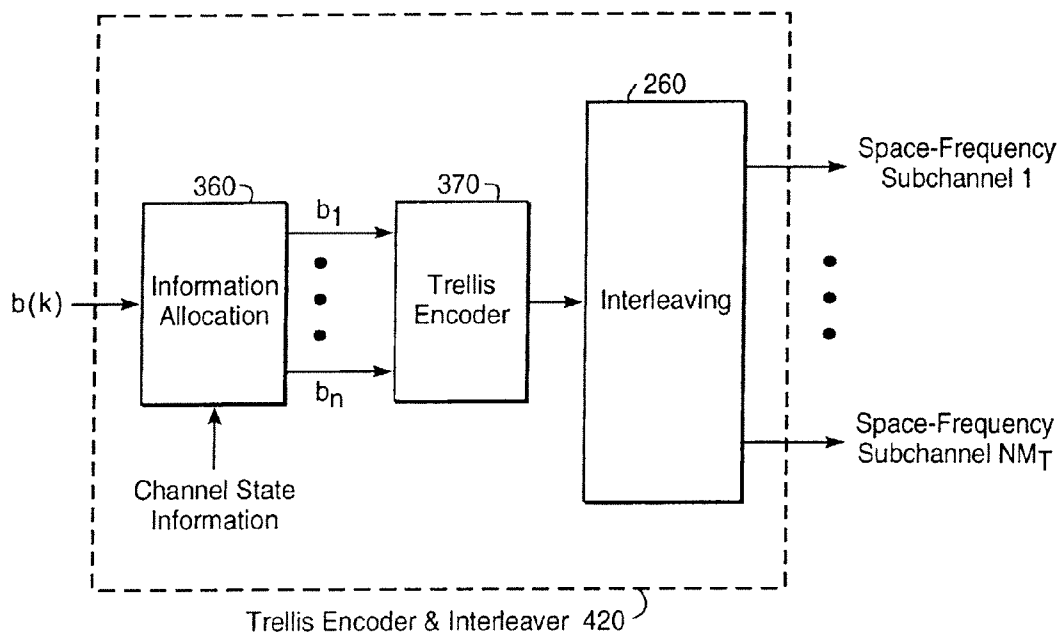 260
Space-Frequency
Subchannel 1
360
370
b1
b(k)
Information
Allocation
Trellis
Encoder
Interleaving
bn
Space-Frequency
Subchannel NMT
Channel State
Information
Trellis Encoder & Interleaver 420